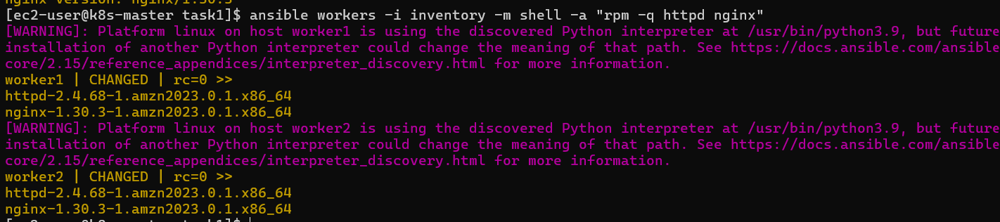 nginx version: nginx/1.30.3
[ec2-user@k8s-master task1]$ ansible workers -i inventory -m shell -a "rpm -q httpd nginx"
[WARNING]: Platform linux on host worker1 is using the discovered Python interpreter at /usr/bin/python3.9, but future
installation of another Python interpreter could change the meaning of that path. See https://docs.ansible.com/ansible
core/2.15/reference_appendices/interpreter_discovery.html for more information.
worker1 | CHANGED | rc=0 >>
httpd-2.4.68-1.amzn2023.0.1.x86_64
nginx-1.30.3-1.amzn2023.0.1.x86_64
[WARNING]: Platform linux on host worker2 is using the discovered Python interpreter at /usr/bin/python3.9, but future
installation of another Python interpreter could change the meaning of that path. See https://docs.ansible.com/ansible
core/2.15/reference_appendices/interpreter_discovery.html for more information.
worker2 | CHANGED | rc=0 >>
httpd-2.4.68-1.amzn2023.0.1.x86_64
nginx-1.30.3-1.amzn2023.0.1.x86_64
[ec2-user@k8s-master task1]$